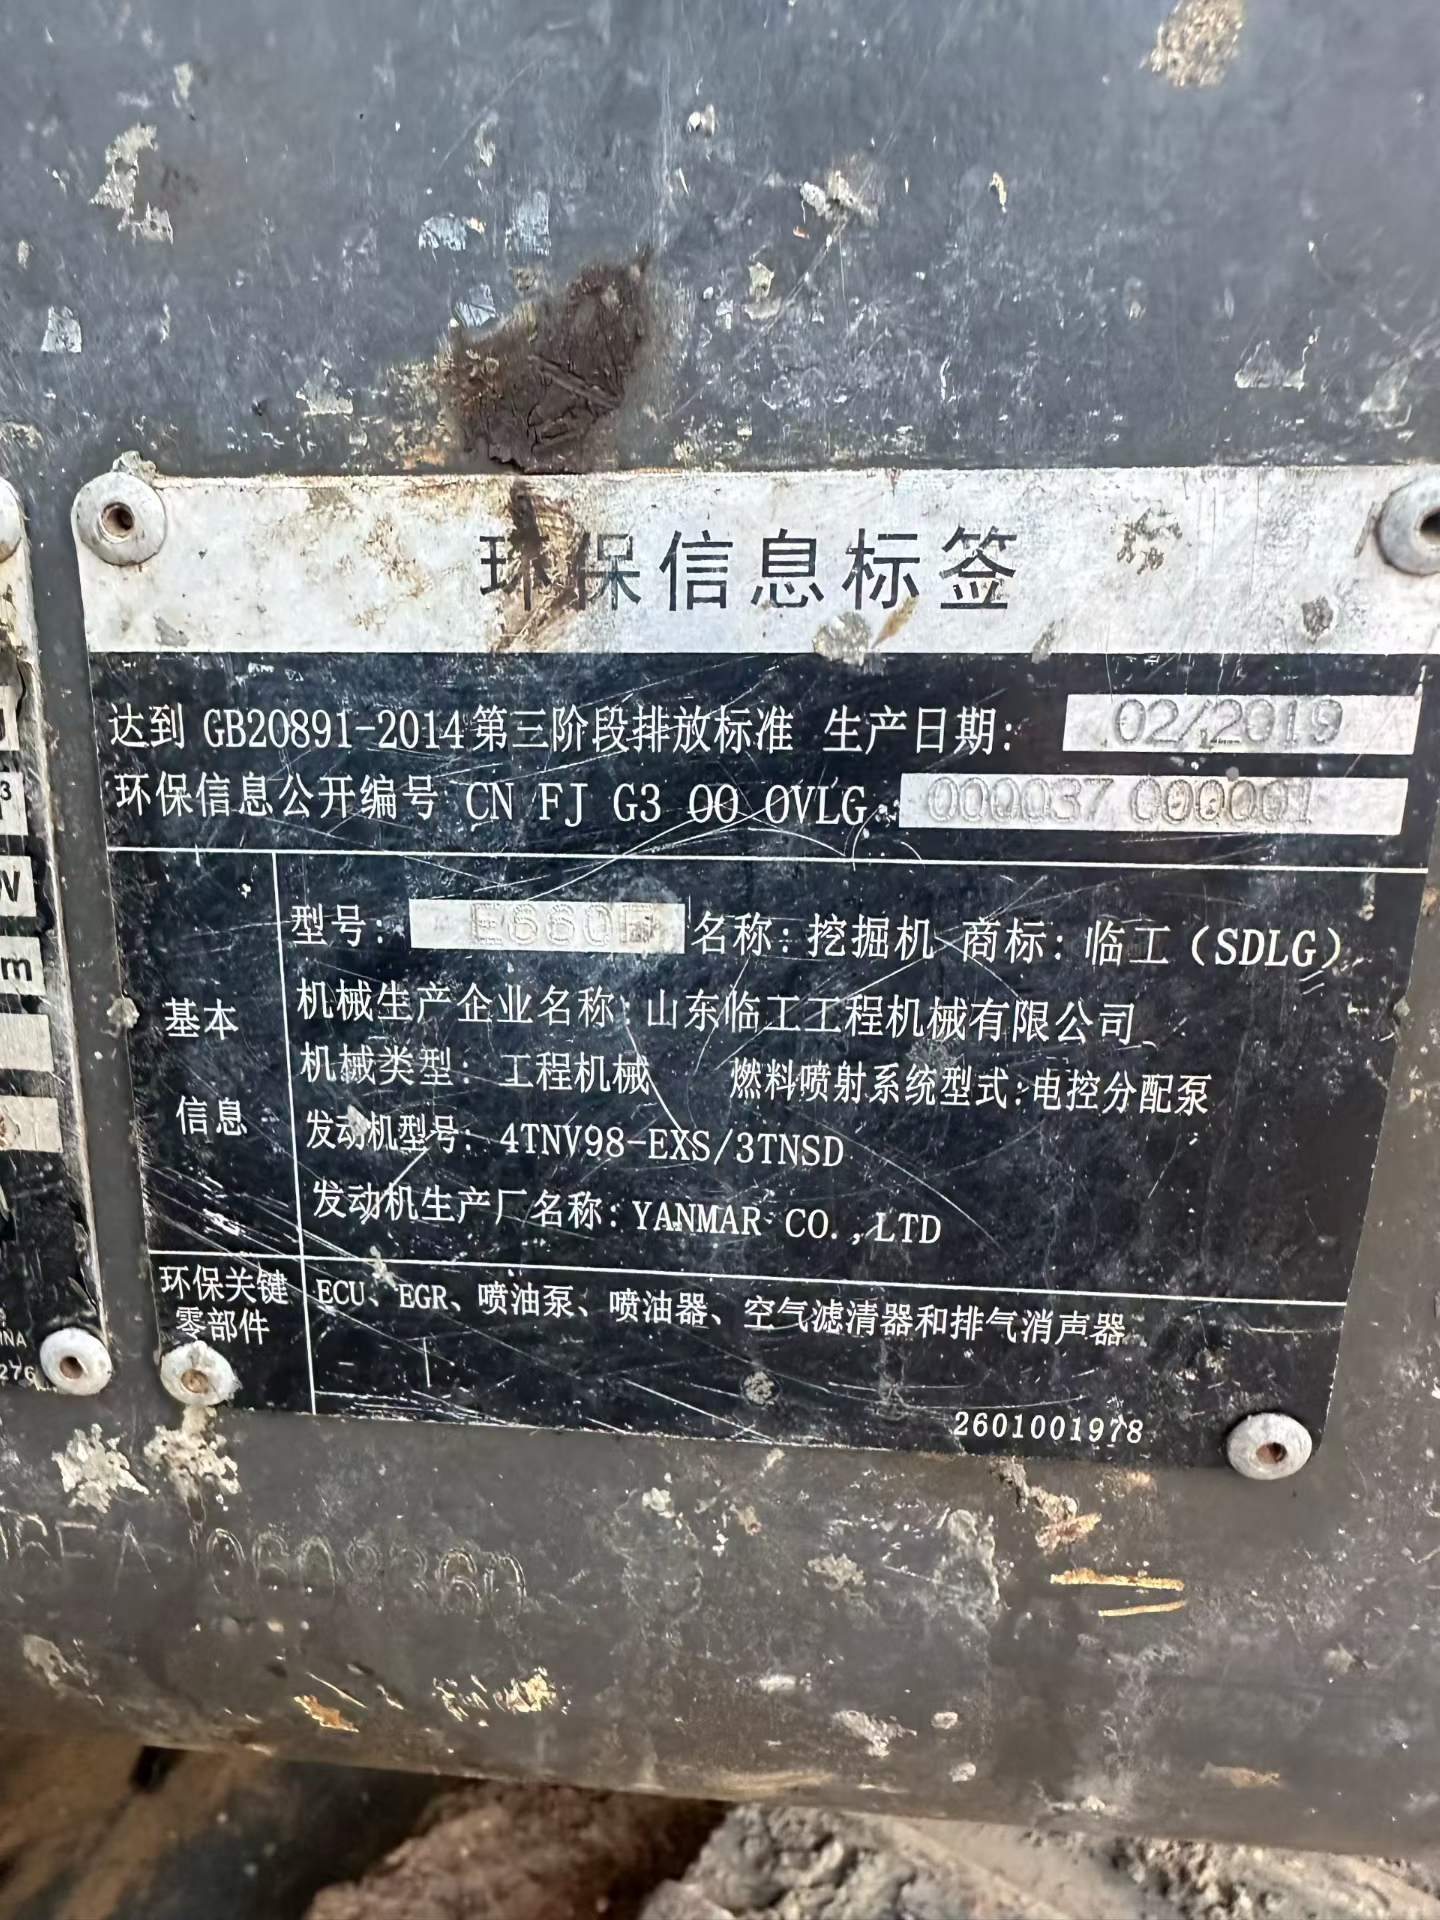 环保信息标签
达到 GB20891-2014第三阶段排放标准 生产日期: 02/2019
环保信息公开编号 CN FJ G3 00 0VLG 000037 000001
型号: 名称: 挖掘机 商标: 临工(SDLG)
机械生产企业名称: 山东临工工程机械有限公司
基本
信息
机械类型: 工程机械 燃料喷射系统型式: 电控分配泵
发动机型号: 4TNV98-EXS/3TNSD
发动机生产厂名称: YANMAR CO.,LTD
环保关键
零部件
ECU、EGR、喷油泵、喷油器、空气滤清器和排气消声器
2601001978
m
276